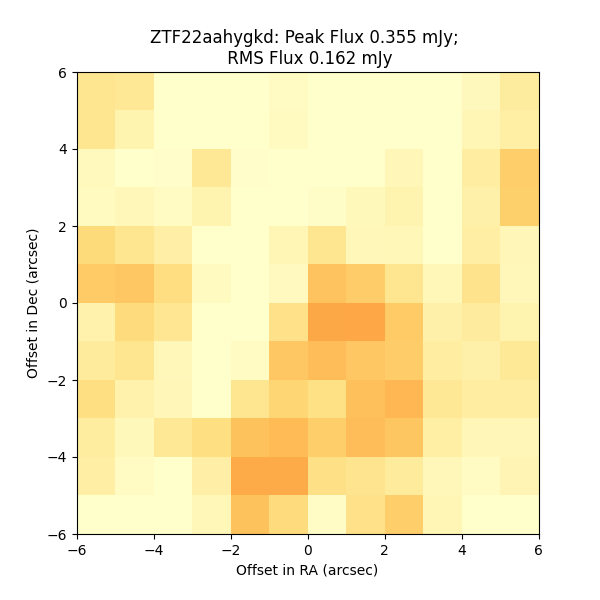 ZTF22aahygkd: Peak Flux 0.355 mJy;
RMS Flux 0.162 mJy
6
4
2
0
−2
−4
−6
Offset in Dec (arcsec)
−6 −4 −2 0 2 4 6
Offset in RA (arcsec)